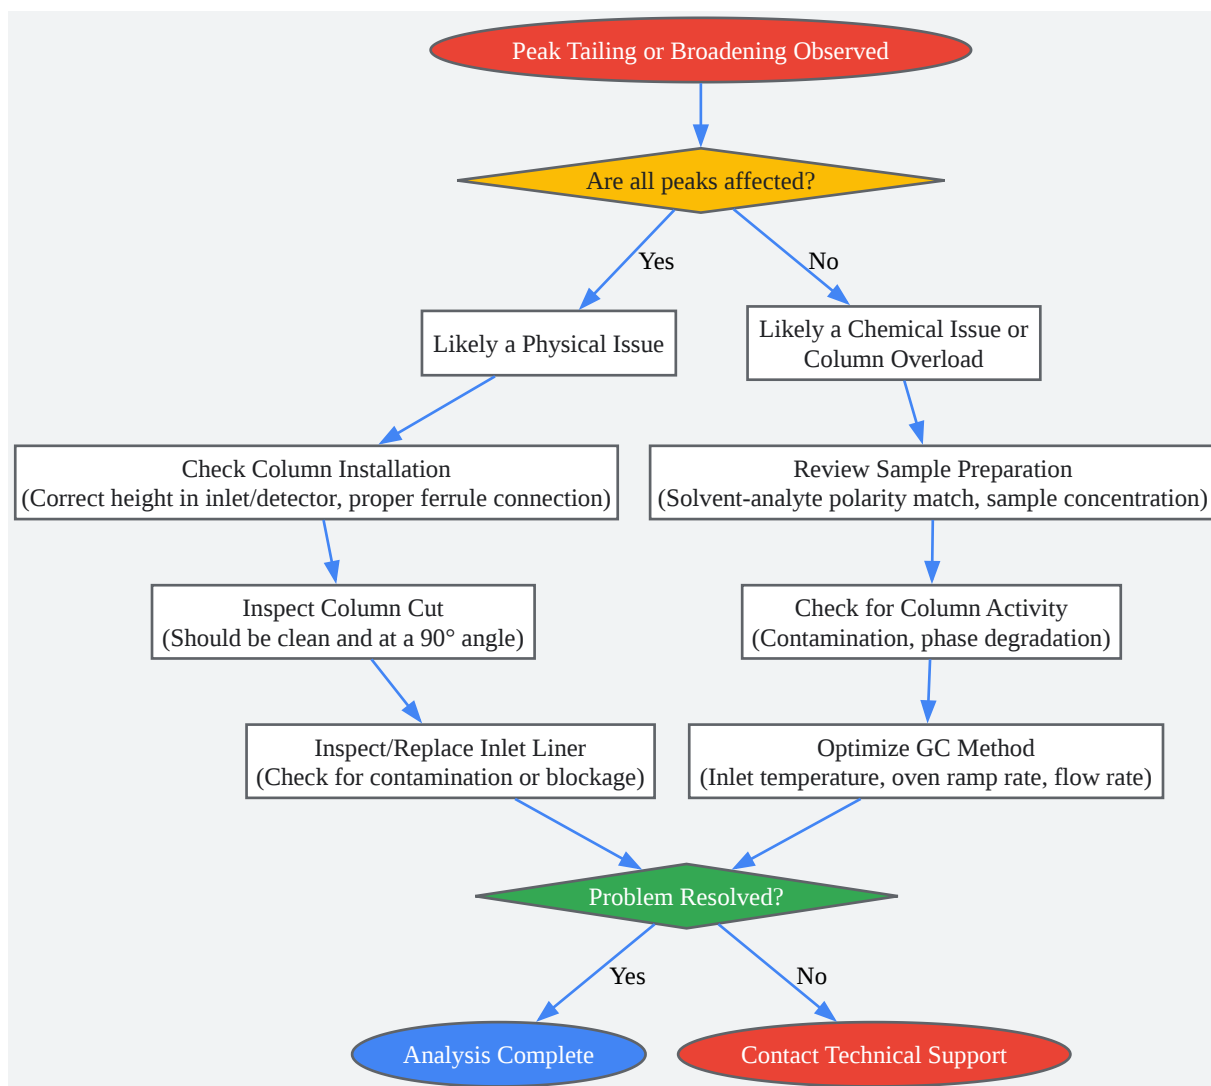 Peak Tailing or Broadening Observed
Are all peaks affected?
Yes
No
Likely a Physical Issue
Likely a Chemical Issue or
Column Overload
Check Column Installation
(Correct height in inlet/detector, proper ferrule connection)
Review Sample Preparation
(Solvent-analyte polarity match, sample concentration)
Inspect Column Cut
(Should be clean and at a 90° angle)
Check for Column Activity
(Contamination, phase degradation)
Inspect/Replace Inlet Liner
(Check for contamination or blockage)
Optimize GC Method
(Inlet temperature, oven ramp rate, flow rate)
Problem Resolved?
Yes
No
Analysis Complete
Contact Technical Support